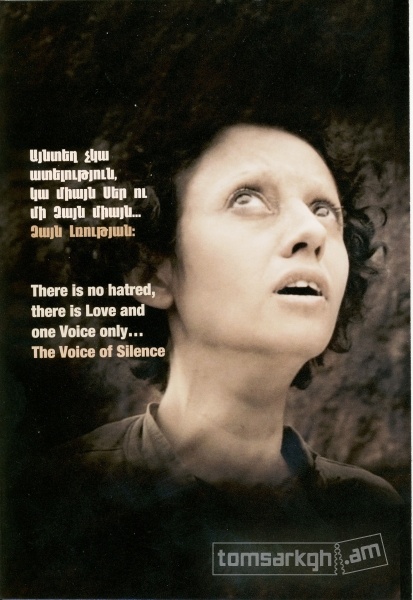 Այնտեղ չկա
ատելություն,
կա միայն Սեր ու
մի Ձայն միայն...
Ձայն Լռության:
There is no hatred,
there is Love and
one Voice only...
The Voice of Silence
tomsarkgh.am